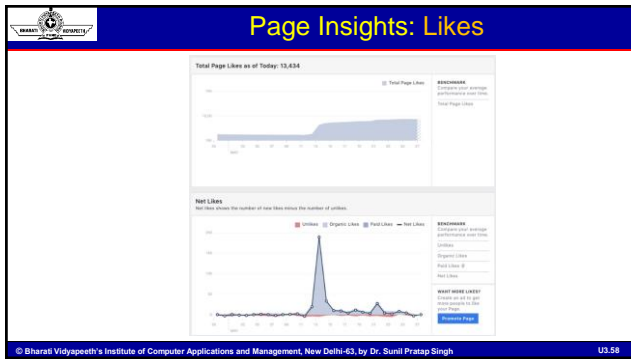 BHARATI VIDYAPEETH
PUNE
Page Insights: Likes
Total Page Likes as of Today: 13,434
Total Page Likes
BENCHMARK
Compare your average
performance over time.
Total Page Likes
Net Likes
Net likes shows the number of new likes minus the number of unlikes.
Unlikes Organic Likes Paid Likes Net Likes
BENCHMARK
Compare your average
performance over time.
Unlikes
Organic Likes
Paid Likes
Net Likes
WANT MORE LIKES?
Create an ad to get
more people to like
your Page.
Promote Page
© Bharati Vidyapeeth's Institute of Computer Applications and Management, New Delhi-63, by Dr. Sunil Pratap Singh
U3.58